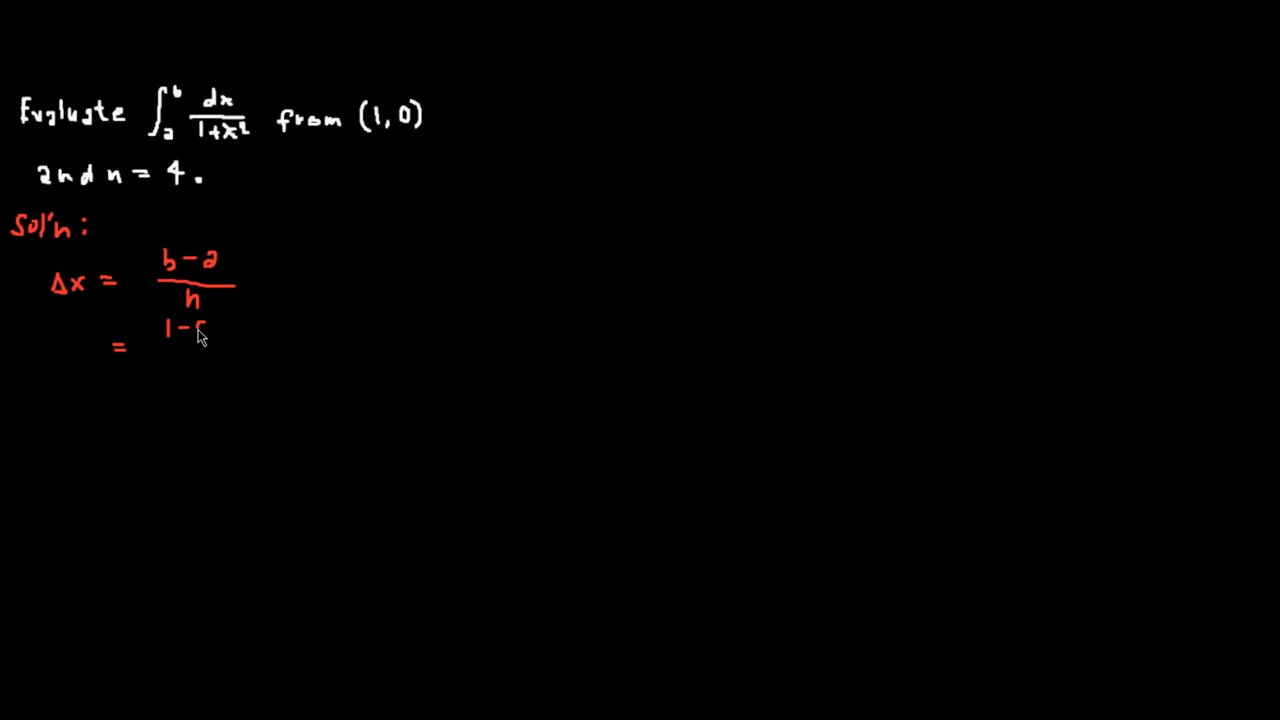 Evaluate ∫_a^b dx/(1+x²) from (1,0)
and n = 4.
Sol'n:
Δx = (b-a)/n
= 1-